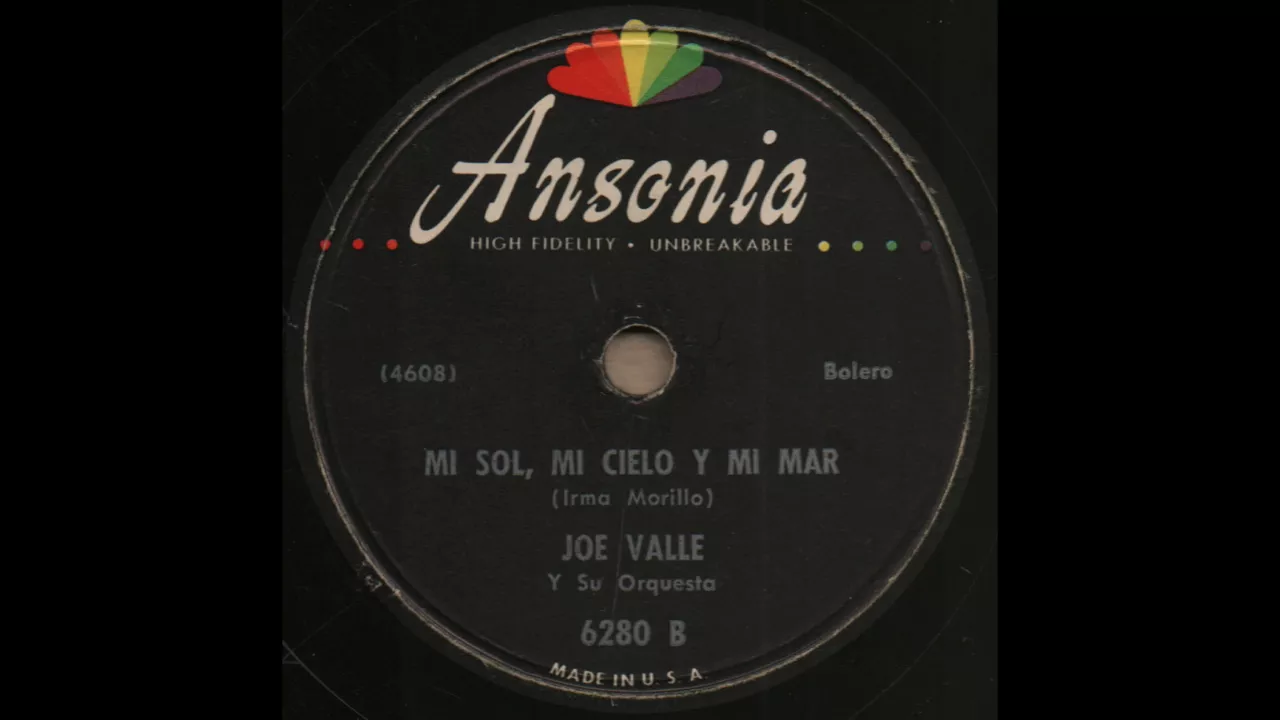 Ansonia
HIGH FIDELITY • UNBREAKABLE
(4608)
Bolero
MI SOL, MI CIELO Y MI MAR
(Irma Morillo)
JOE VALLE
Y Su Orquesta
6280 B
MADE IN U. S. A.